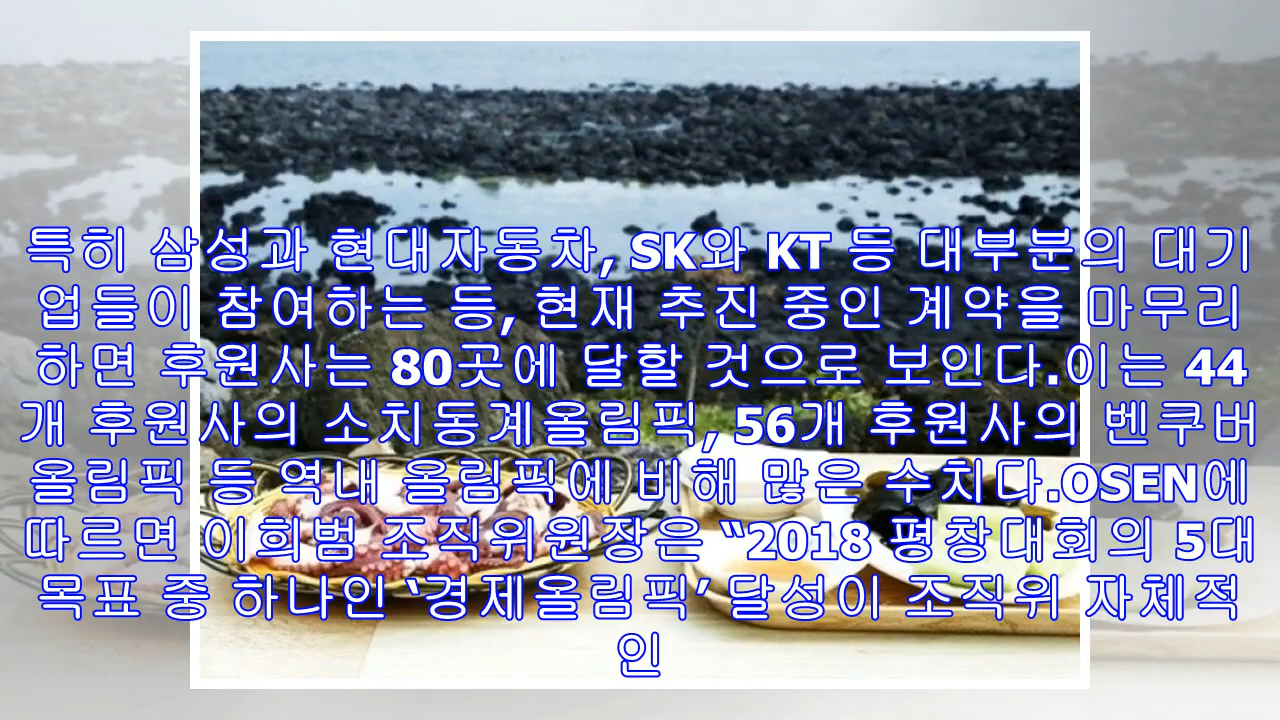 특히 삼성과 현대자동차, SK와 KT 등 대부분의 대기
업들이 참여하는 등, 현재 추진 중인 계약을 마무리
하면 후원사는 80곳에 달할 것으로 보인다.이는 44
개 후원사의 소치동계올림픽, 56개 후원사의 벤쿠버
올림픽 등 역내 올림픽에 비해 많은 수치다.OSEN에
따르면 이희범 조직위원장은 “2018 평창대회의 5대
목표 중 하나인 ‘경제올림픽’ 달성이 조직위 자체적
인